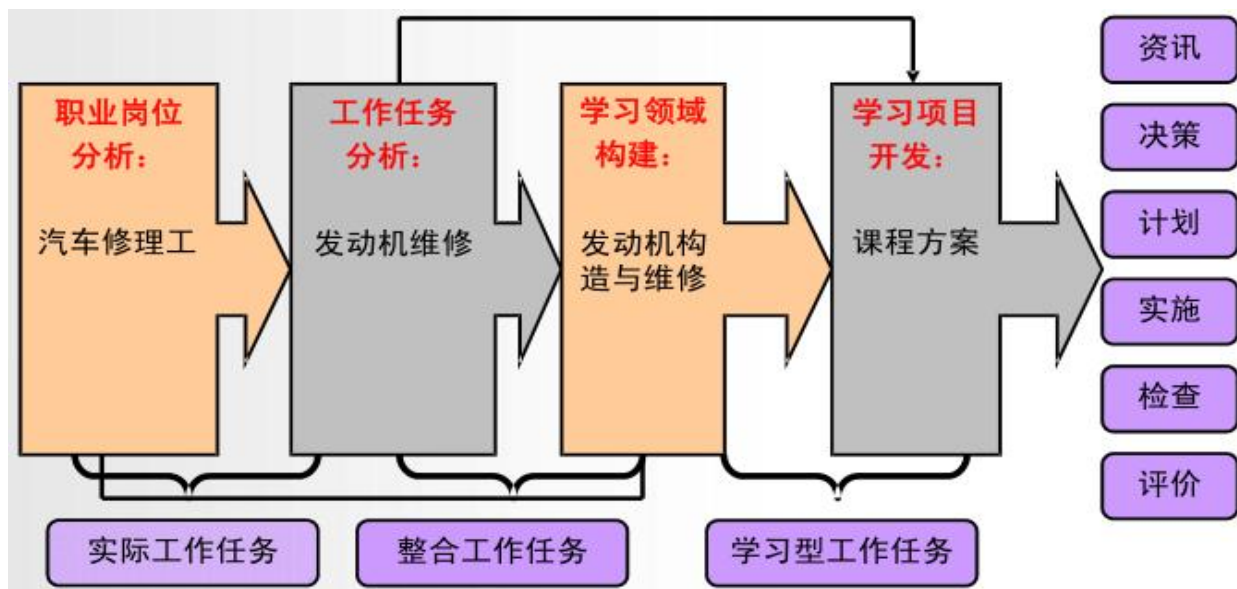 职业岗位
分析：
汽车修理工
工作任务
分析：
发动机维修
学习领域
构建：
发动机构
造与维修
学习项目
开发：
课程方案
资讯
决策
计划
实施
检查
评价
实际工作任务
整合工作任务
学习型工作任务